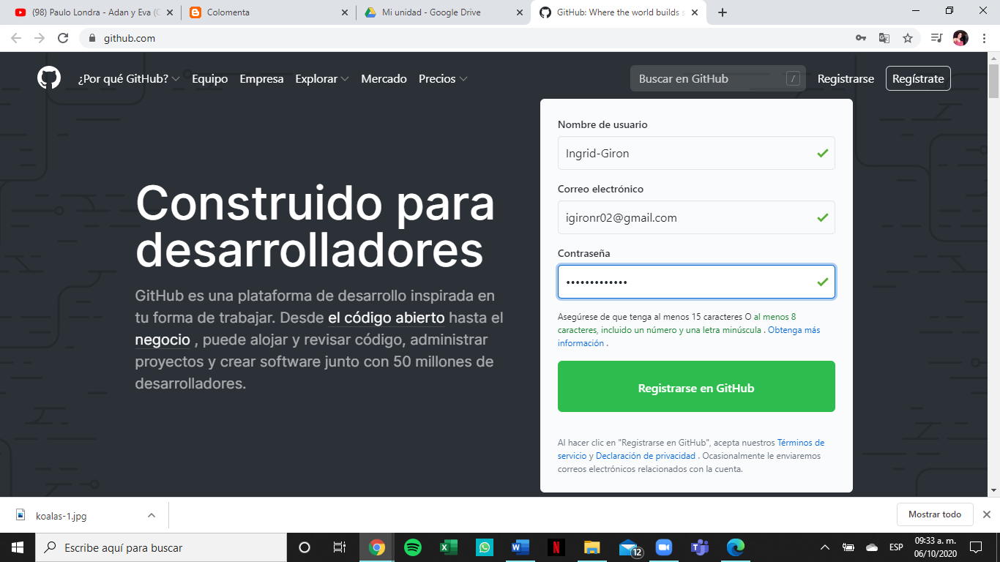 (98) Paulo Londra - Adan y Eva (
Colomenta
Mi unidad - Google Drive
GitHub: Where the world builds s
github.com
¿Por qué GitHub?
Equipo
Empresa
Explorar
Mercado
Precios
Buscar en GitHub
/
Registrarse
Regístrate
Construido para
desarrolladores
GitHub es una plataforma de desarrollo inspirada en
tu forma de trabajar. Desde el código abierto hasta el
negocio , puede alojar y revisar código, administrar
proyectos y crear software junto con 50 millones de
desarrolladores.
Nombre de usuario
Ingrid-Giron
Correo electrónico
igironr02@gmail.com
Contraseña
•••••••••••••
Asegúrese de que tenga al menos 15 caracteres O al menos 8
caracteres, incluido un número y una letra minúscula . Obtenga más
información .
Registrarse en GitHub
Al hacer clic en "Registrarse en GitHub", acepta nuestros Términos de
servicio y Declaración de privacidad . Ocasionalmente le enviaremos
correos electrónicos relacionados con la cuenta.
koalas-1.jpg
Mostrar todo
Escribe aquí para buscar
12
ESP
09:33 a. m.
06/10/2020